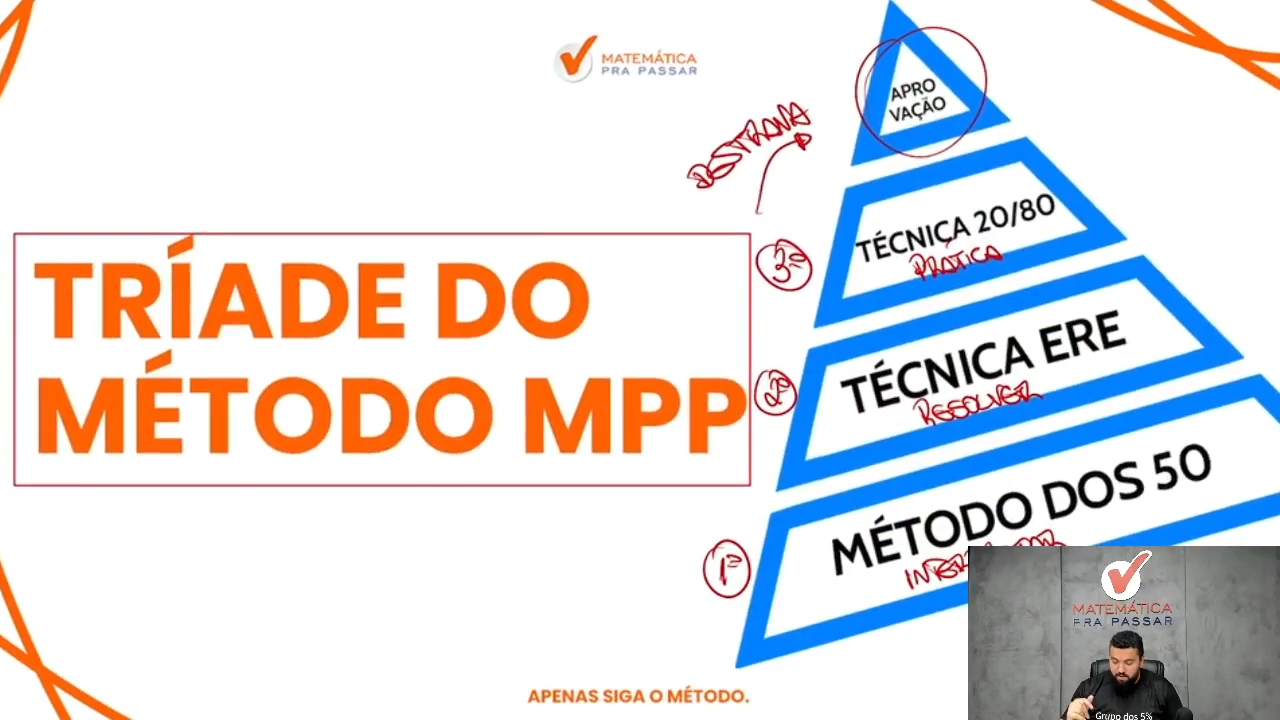 MATEMÁTICA
PRA PASSAR
APRO
VAÇÃO
DESTRAVA
TÉCNICA 20/80
3º
PRÁTICA
TRÍADE DO
MÉTODO MPP
TÉCNICA ERE
2º
RESOLVER
MÉTODO DOS 50
1º
MATEMÁTICA
PRA PASSAR
APENAS SIGA O MÉTODO.
Grupo dos 5%